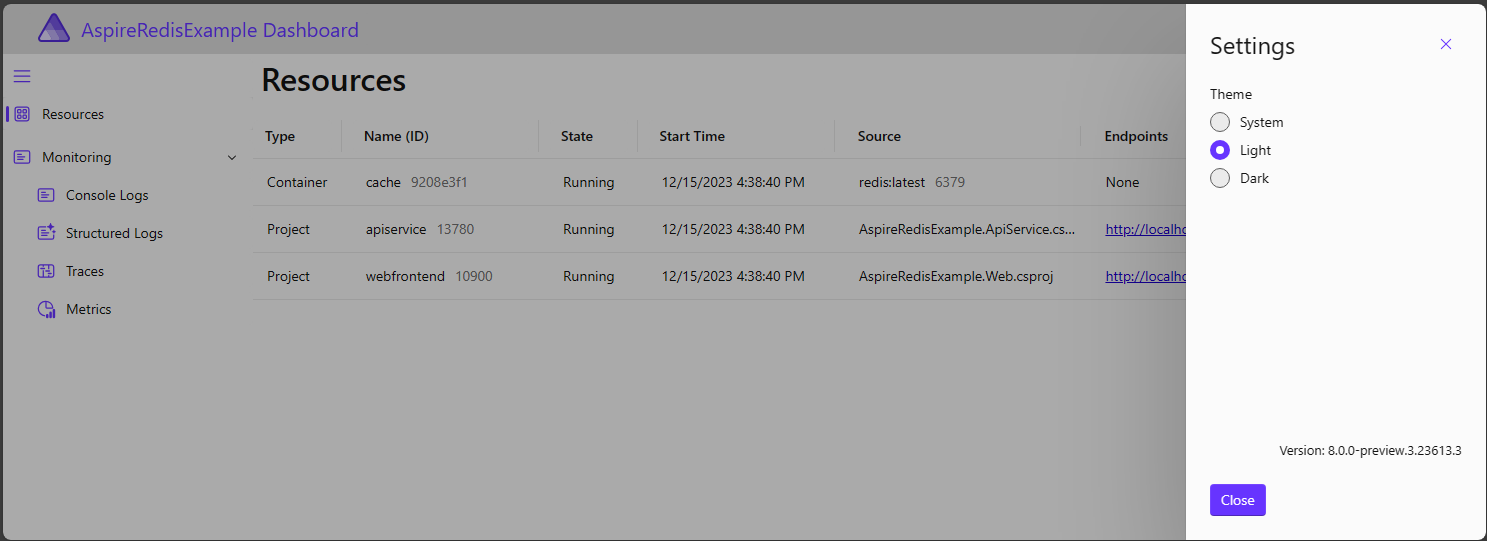 AspireRedisExample Dashboard
Resources
Monitoring
Console Logs
Structured Logs
Traces
Metrics
Resources
Type Name (ID) State Start Time Source Endpoints
Container cache 9208e3f1 Running 12/15/2023 4:38:40 PM redis:latest 6379 None
Project apiservice 13780 Running 12/15/2023 4:38:40 PM AspireRedisExample.ApiService.cs... http://localho
Project webfrontend 10900 Running 12/15/2023 4:38:40 PM AspireRedisExample.Web.csproj http://localho
Settings
Theme
System
Light
Dark
Version: 8.0.0-preview.3.23613.3
Close